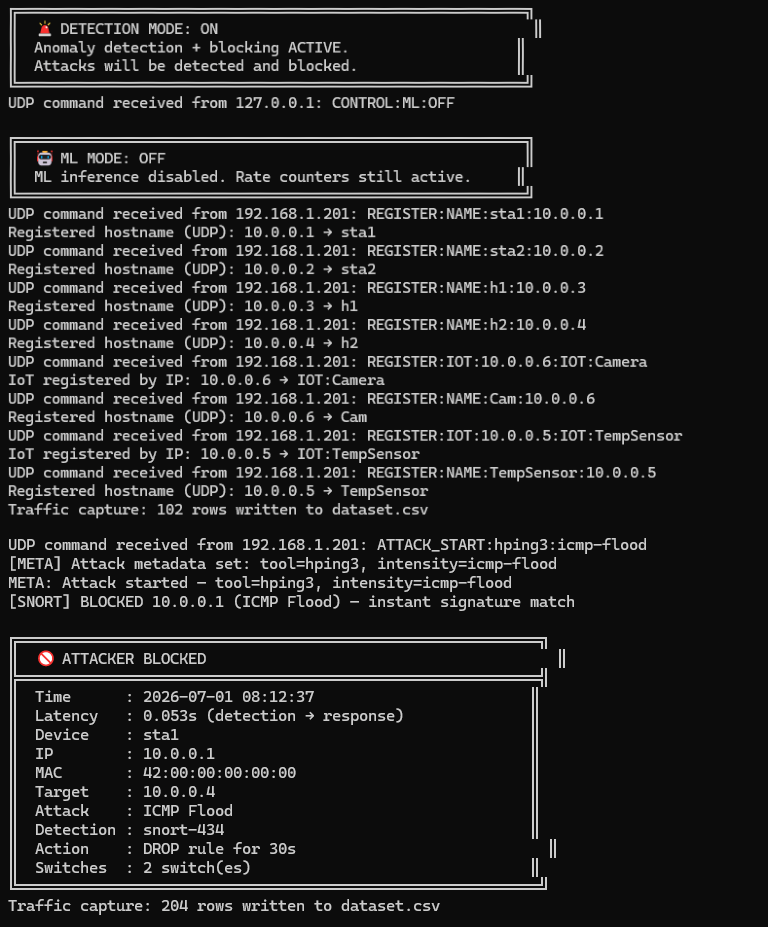 🚨 DETECTION MODE: ON
Anomaly detection + blocking ACTIVE.
Attacks will be detected and blocked.
UDP command received from 127.0.0.1: CONTROL:ML:OFF
🤖 ML MODE: OFF
ML inference disabled. Rate counters still active.
UDP command received from 192.168.1.201: REGISTER:NAME:sta1:10.0.0.1
Registered hostname (UDP): 10.0.0.1 → sta1
UDP command received from 192.168.1.201: REGISTER:NAME:sta2:10.0.0.2
Registered hostname (UDP): 10.0.0.2 → sta2
UDP command received from 192.168.1.201: REGISTER:NAME:h1:10.0.0.3
Registered hostname (UDP): 10.0.0.3 → h1
UDP command received from 192.168.1.201: REGISTER:NAME:h2:10.0.0.4
Registered hostname (UDP): 10.0.0.4 → h2
UDP command received from 192.168.1.201: REGISTER:IOT:10.0.0.6:IOT:Camera
IoT registered by IP: 10.0.0.6 → IOT:Camera
UDP command received from 192.168.1.201: REGISTER:NAME:Cam:10.0.0.6
Registered hostname (UDP): 10.0.0.6 → Cam
UDP command received from 192.168.1.201: REGISTER:IOT:10.0.0.5:IOT:TempSensor
IoT registered by IP: 10.0.0.5 → IOT:TempSensor
UDP command received from 192.168.1.201: REGISTER:NAME:TempSensor:10.0.0.5
Registered hostname (UDP): 10.0.0.5 → TempSensor
Traffic capture: 102 rows written to dataset.csv
UDP command received from 192.168.1.201: ATTACK_START:hping3:icmp-flood
[META] Attack metadata set: tool=hping3, intensity=icmp-flood
META: Attack started — tool=hping3, intensity=icmp-flood
[SNORT] BLOCKED 10.0.0.1 (ICMP Flood) — instant signature match
🚫 ATTACKER BLOCKED
Time : 2026-07-01 08:12:37
Latency : 0.053s (detection → response)
Device : sta1
IP : 10.0.0.1
MAC : 42:00:00:00:00:00
Target : 10.0.0.4
Attack : ICMP Flood
Detection : snort-434
Action : DROP rule for 30s
Switches : 2 switch(es)
Traffic capture: 204 rows written to dataset.csv